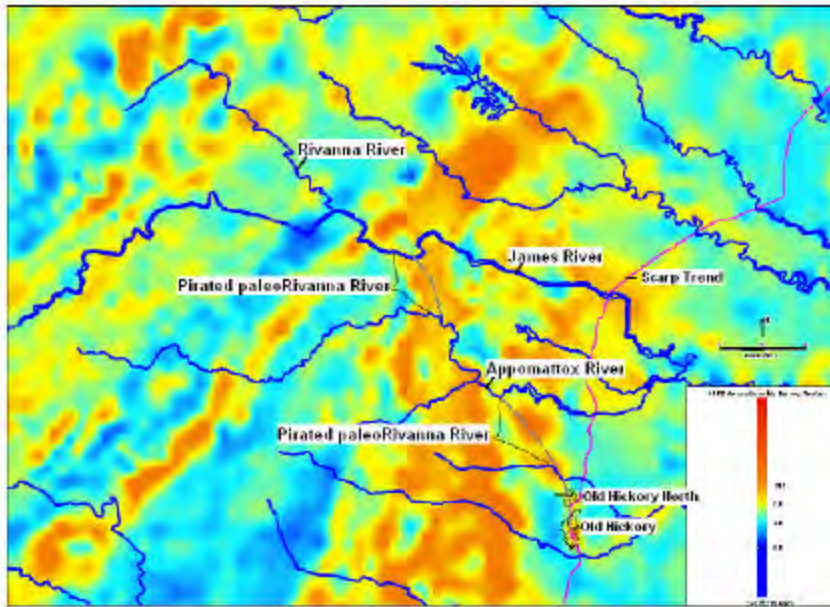 Rivanna River
James River
Scarp Trend
Pirated paleoRivanna River
Appomattox River
Pirated paleoRivanna River
Old Hickory North
Old Hickory